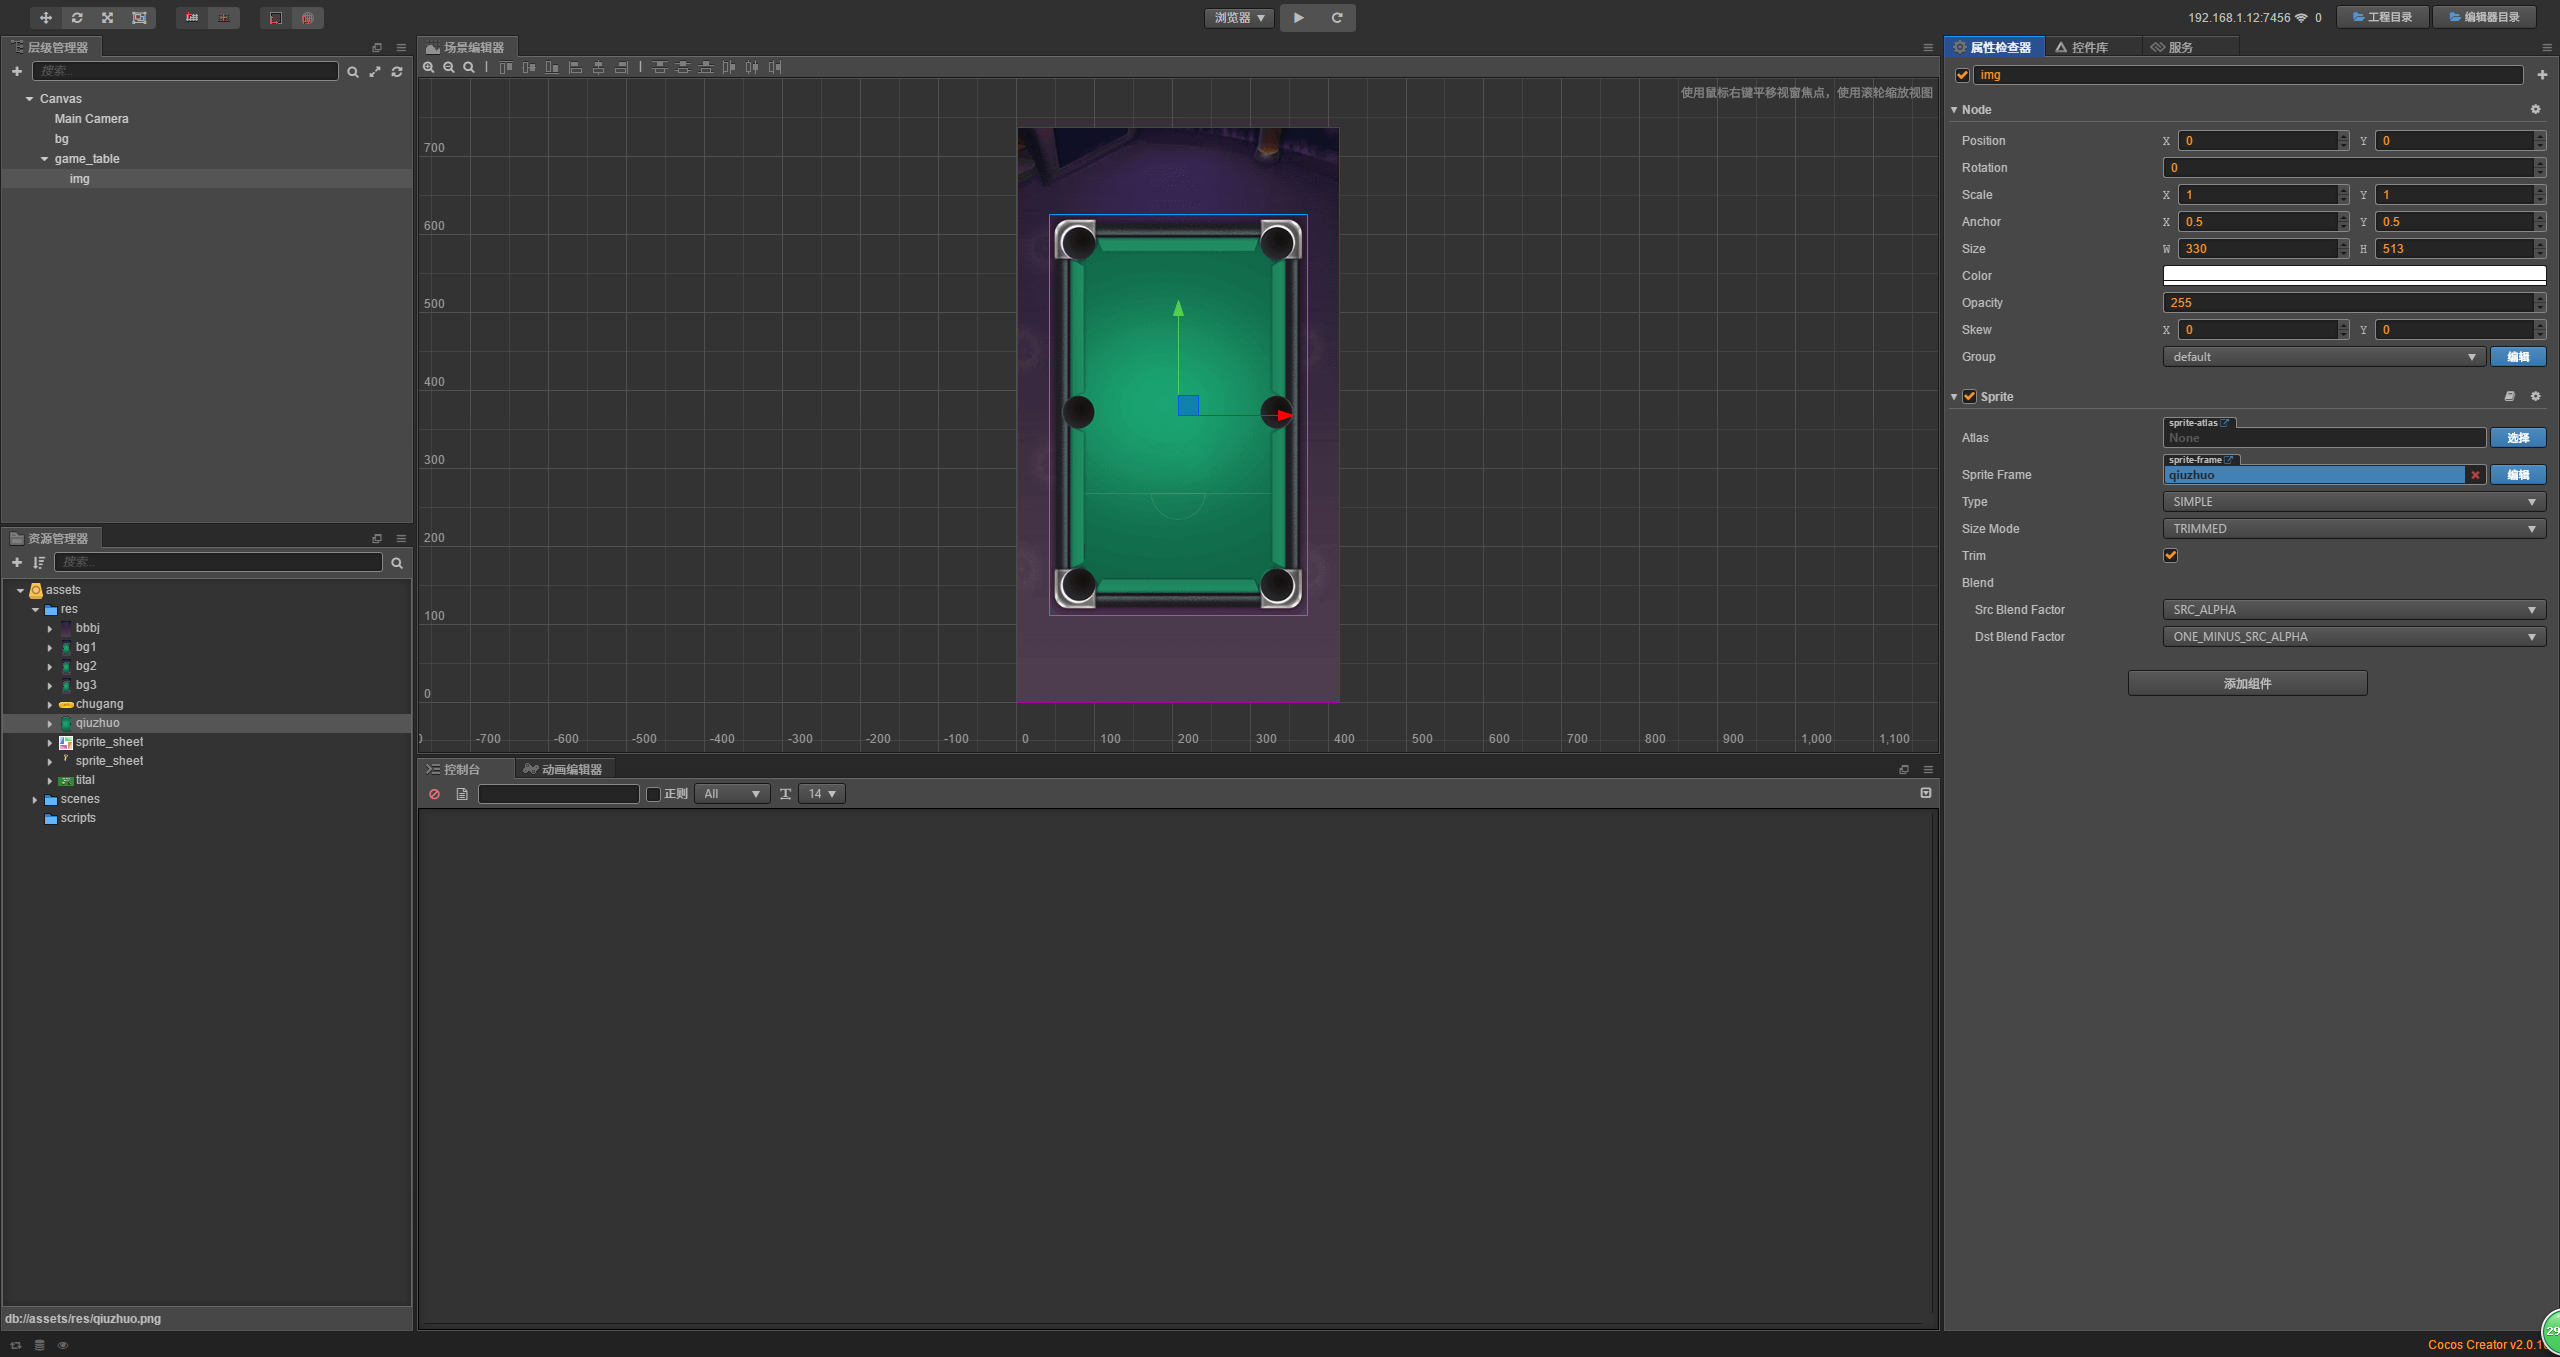 浏览器
192.168.1.12:7456 0
工程目录
编辑器目录
层级管理器
搜索...
Canvas
Main Camera
bg
game_table
img
资源管理器
搜索...
assets
res
bbbj
bg1
bg2
bg3
chugang
qiuzhuo
sprite_sheet
sprite_sheet
tital
scenes
scripts
db://assets/res/qiuzhuo.png
场景编辑器
使用鼠标右键平移视窗焦点，使用滚轮缩放视图
700
600
500
400
300
200
100
0
-700 -600 -500 -400 -300 -200 -100 0 100 200 300 400 500 600 700 800 900 1,000 1,100
控制台
动画编辑器
正则
All
14
属性检查器
控件库
服务
img
Node
Position X 0 Y 0
Rotation 0
Scale X 1 Y 1
Anchor X 0.5 Y 0.5
Size W 330 H 513
Color
Opacity 255
Skew X 0 Y 0
Group default 编辑
Sprite
sprite-atlas
Atlas None 选择
sprite-frame
Sprite Frame qiuzhuo 编辑
Type SIMPLE
Size Mode TRIMMED
Trim
Blend
Src Blend Factor SRC_ALPHA
Dst Blend Factor ONE_MINUS_SRC_ALPHA
添加组件
Cocos Creator v2.0.1
29